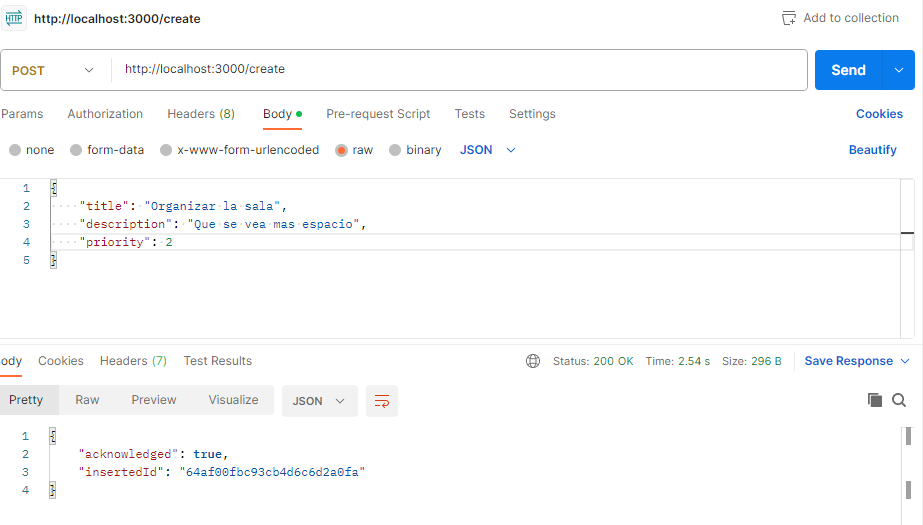 HTTP http://localhost:3000/create Add to collection
POST http://localhost:3000/create Send
Params Authorization Headers (8) Body Pre-request Script Tests Settings Cookies
none form-data x-www-form-urlencoded raw binary JSON Beautify
1 {
2 "title": "Organizar la sala",
3 "description": "Que se vea mas espacio",
4 "priority": 2
5 }
ody Cookies Headers (7) Test Results Status: 200 OK Time: 2.54 s Size: 296 B Save Response
Pretty Raw Preview Visualize JSON
1 {
2 "acknowledged": true,
3 "insertedId": "64af00fbc93cb4d6c6d2a0fa"
4 }